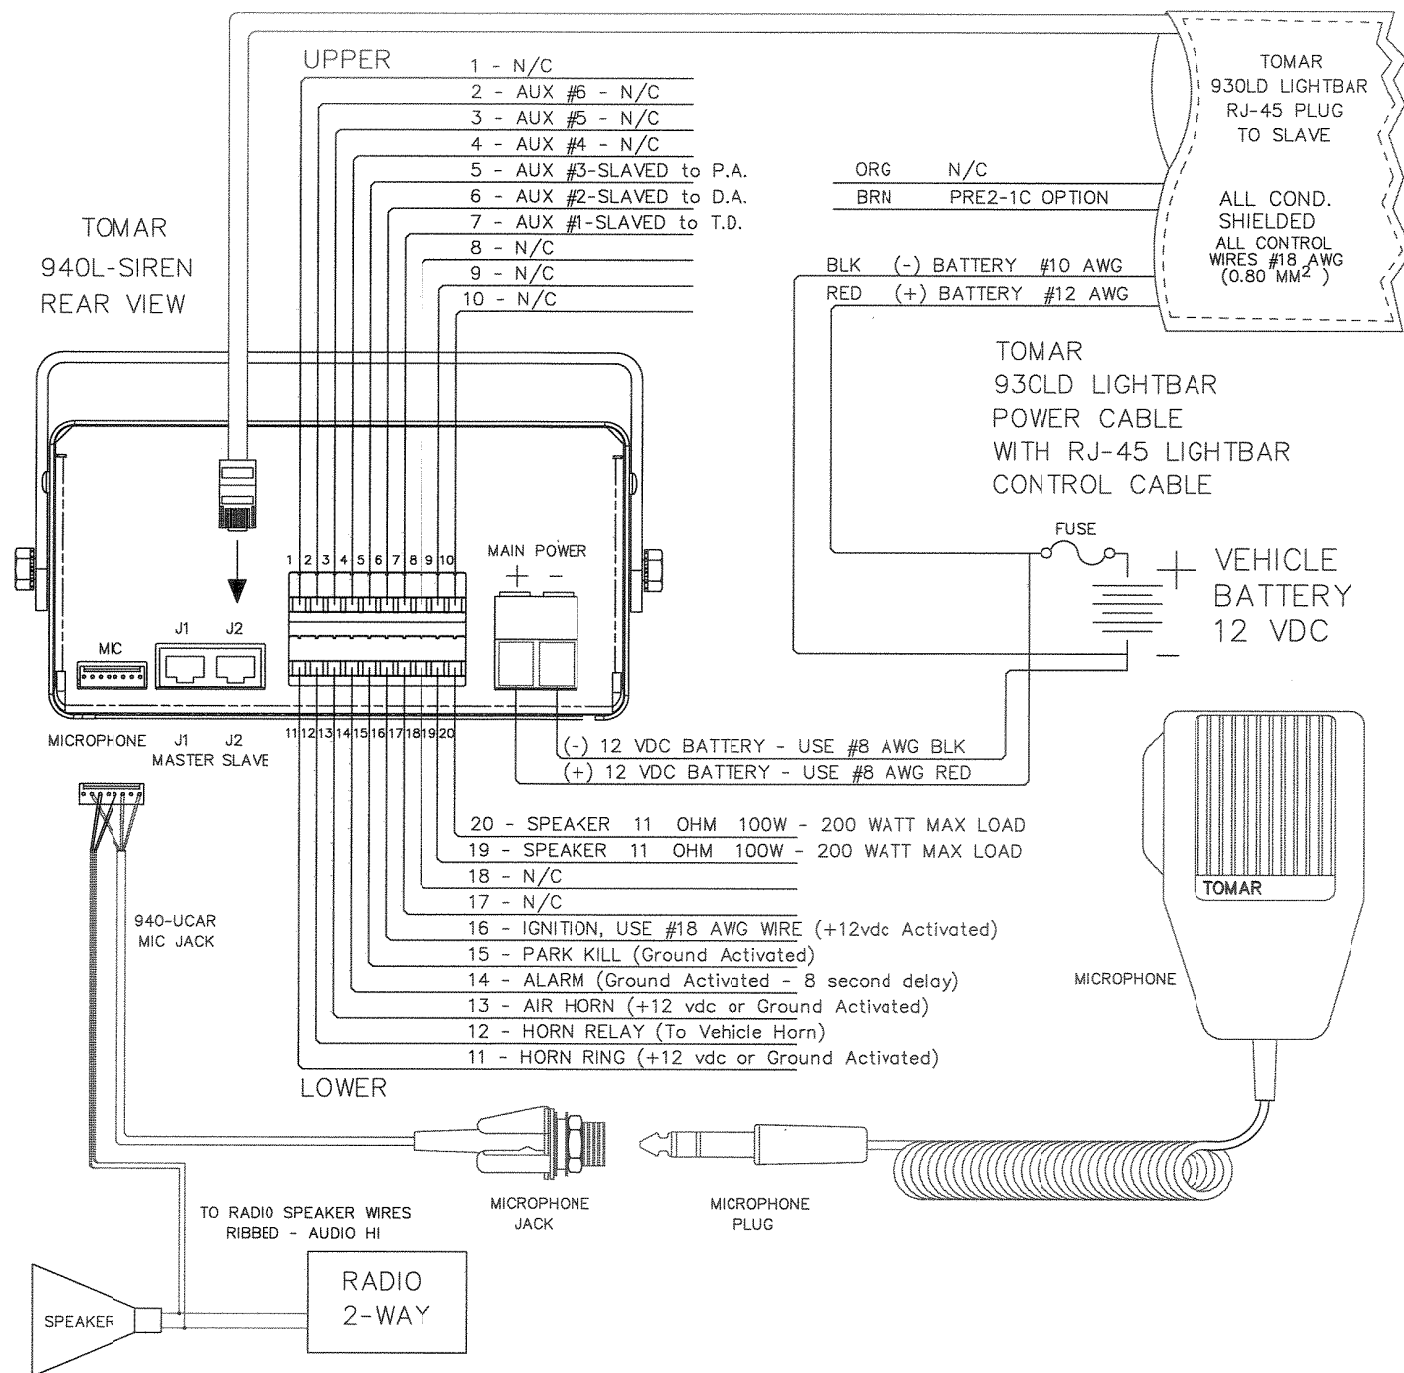 UPPER
1 - N/C
2 - AUX #6 - N/C
3 - AUX #5 - N/C
4 - AUX #4 - N/C
5 - AUX #3-SLAVED to P.A.
6 - AUX #2-SLAVED to D.A.
7 - AUX #1-SLAVED to T.D.
8 - N/C
9 - N/C
10 - N/C
TOMAR
930LD LIGHTBAR
RJ-45 PLUG
TO SLAVE
ALL COND.
SHIELDED
ALL CONTROL
WIRES #18 AWG
(0.80 MM² )
ORG N/C
BRN PRE2-1C OPTION
BLK (-) BATTERY #10 AWG
RED (+) BATTERY #12 AWG
TOMAR
940L-SIREN
REAR VIEW
TOMAR
930LD LIGHTBAR
POWER CABLE
WITH RJ-45 LIGHTBAR
CONTROL CABLE
FUSE
+ VEHICLE
BATTERY
12 VDC
-
1 2 3 4 5 6 7 8 9 10
MAIN POWER
+ -
MIC
J1 J2
MICROPHONE
J1 J2
MASTER SLAVE
11 12 13 14 15 16 17 18 19 20
(-) 12 VDC BATTERY - USE #8 AWG BLK
(+) 12 VDC BATTERY - USE #8 AWG RED
20 - SPEAKER 11 OHM 100W - 200 WATT MAX LOAD
19 - SPEAKER 11 OHM 100W - 200 WATT MAX LOAD
18 - N/C
17 - N/C
16 - IGNITION, USE #18 AWG WIRE (+12vdc Activated)
15 - PARK KILL (Ground Activated)
14 - ALARM (Ground Activated - 8 second delay)
13 - AIR HORN (+12 vdc or Ground Activated)
12 - HORN RELAY (To Vehicle Horn)
11 - HORN RING (+12 vdc or Ground Activated)
LOWER
940-UCAR
MIC JACK
TOMAR
MICROPHONE
MICROPHONE
JACK
MICROPHONE
PLUG
TO RADIO SPEAKER WIRES
RIBBED - AUDIO HI
SPEAKER
RADIO
2-WAY